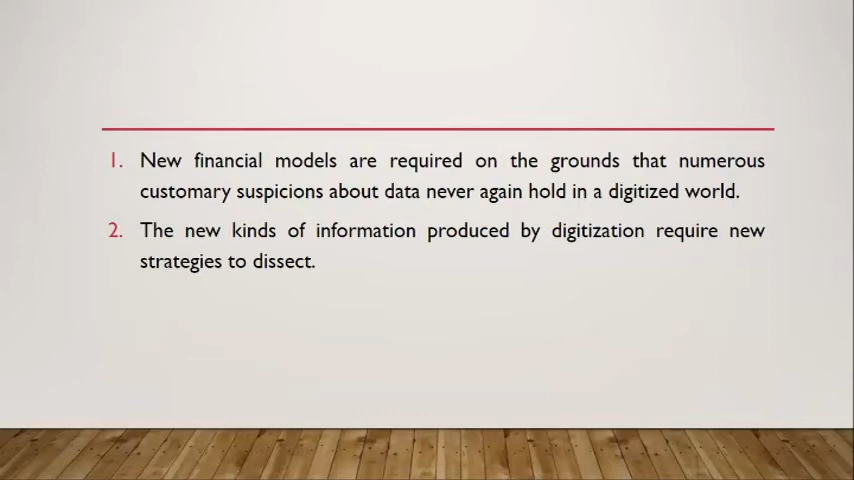 1. New financial models are required on the grounds that numerous
customary suspicions about data never again hold in a digitized world.
2. The new kinds of information produced by digitization require new
strategies to dissect.